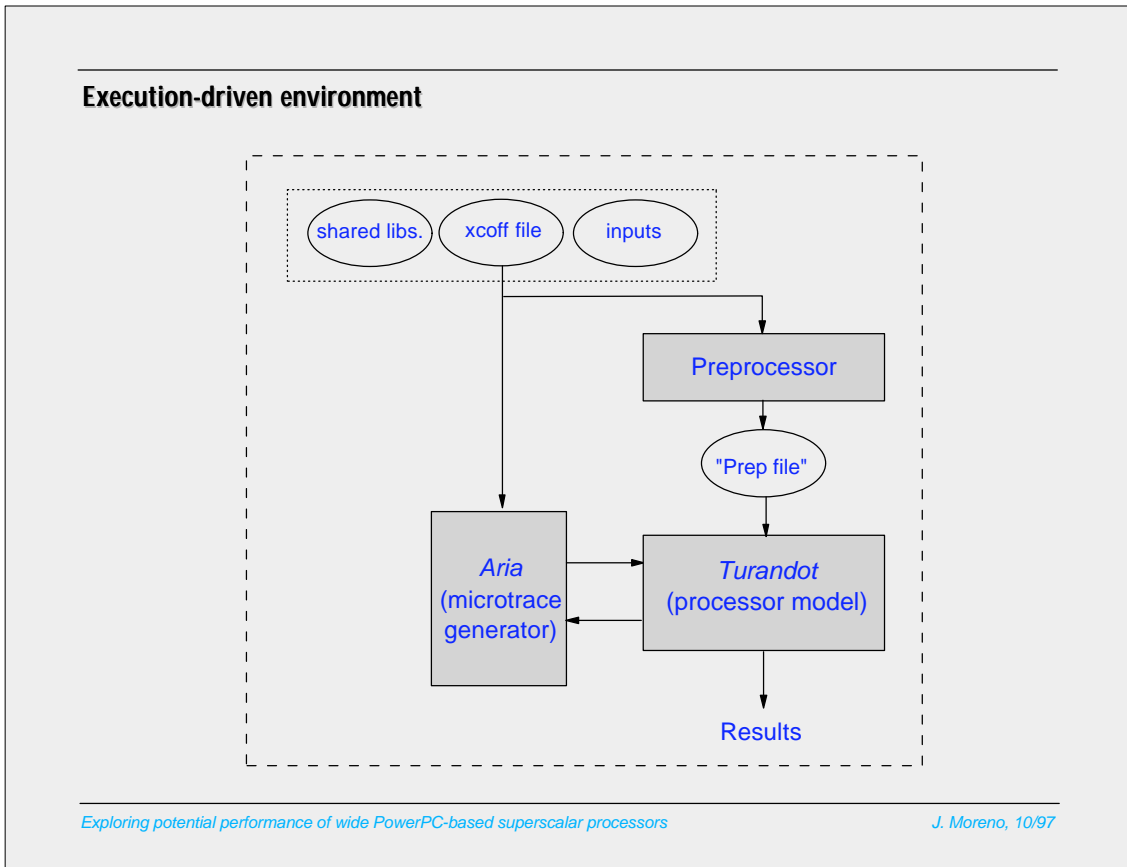 Execution-driven environment
shared libs.
xcoff file
inputs
Preprocessor
"Prep file"
Aria
(microtrace
generator)
Turandot
(processor model)
Results
Exploring potential performance of wide PowerPC-based superscalar processors
J. Moreno, 10/97